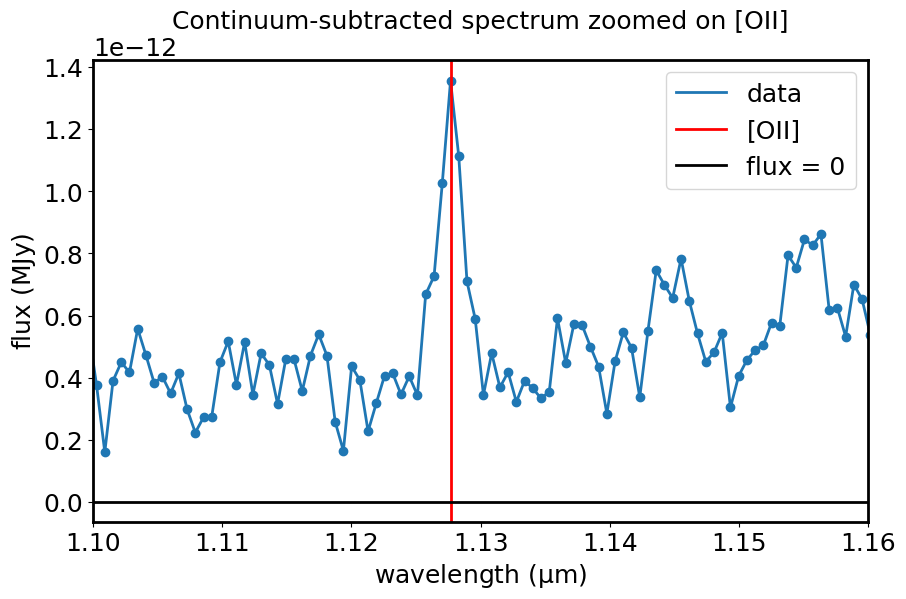 Continuum-subtracted spectrum zoomed on [OII]
1e−12
1.4
1.2
1.0
0.8
0.6
0.4
0.2
0.0
flux (MJy)
data
[OII]
flux = 0
1.10 1.11 1.12 1.13 1.14 1.15 1.16
wavelength (μm)